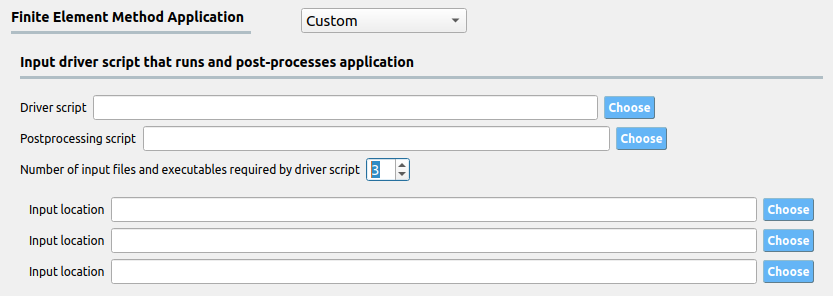 Finite Element Method Application Custom
Input driver script that runs and post-processes application
Driver script Choose
Postprocessing script Choose
Number of input files and executables required by driver script 3
Input location Choose
Input location Choose
Input location Choose